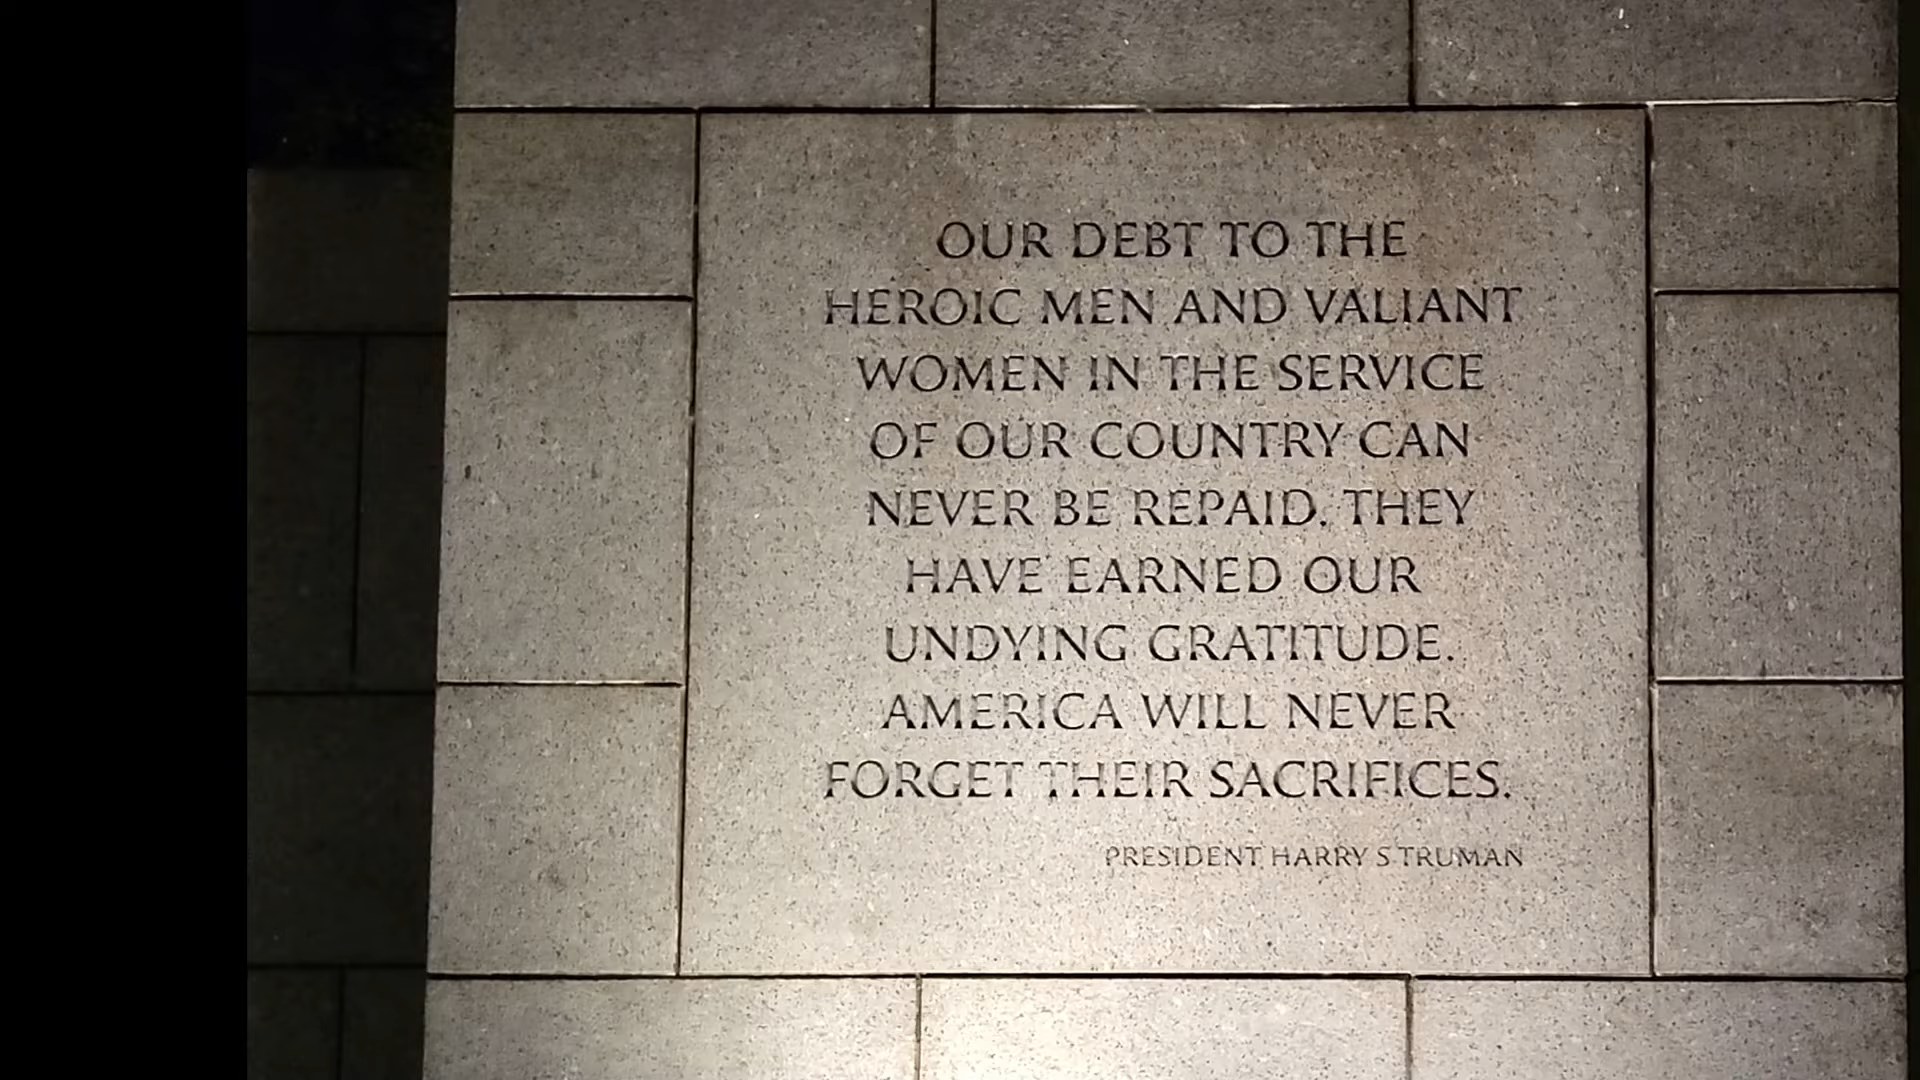 OUR DEBT TO THE
HEROIC MEN AND VALIANT
WOMEN IN THE SERVICE
OF OUR COUNTRY CAN
NEVER BE REPAID. THEY
HAVE EARNED OUR
UNDYING GRATITUDE.
AMERICA WILL NEVER
FORGET THEIR SACRIFICES.
PRESIDENT HARRY S TRUMAN